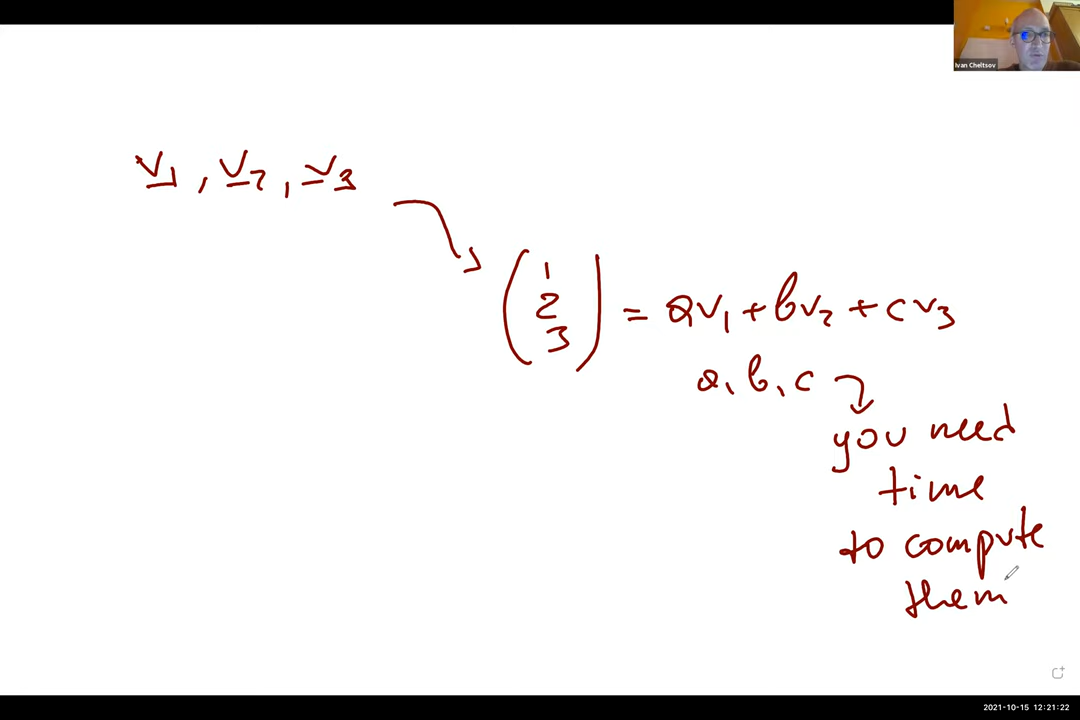 Ivan Cheltsov
v1, v2, v3
(1 2 3) = av1 + bv2 + cv3
a, b, c
you need
time
to compute
them
2021-10-15 12:21:22